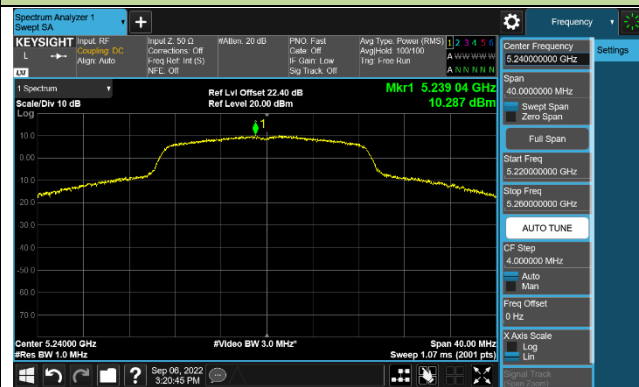 Spectrum Analyzer 1
Swept SA
Frequency
KEYSIGHT
L
LXI
Input: RF
Coupling: DC
Align: Auto
Input Z: 50 Ω
Corrections: Off
Freq Ref: Int (S)
NFE: Off
#Atten: 20 dB
PNO: Fast
Gate: Off
IF Gain: Low
Sig Track: Off
Avg Type: Power (RMS)
Avg|Hold: 100/100
Trig: Free Run
1 2 3 4 5 6
A W W W W W
A N N N N N
Center Frequency
5.240000000 GHz
Settings
Span
40.0000000 MHz
Swept Span
Zero Span
Full Span
Start Freq
5.220000000 GHz
Stop Freq
5.260000000 GHz
AUTO TUNE
CF Step
4.000000 MHz
Auto
Man
Freq Offset
0 Hz
X Axis Scale
Log
Lin
Signal Track
(Span Zoom)
1 Spectrum
Scale/Div 10 dB
Log
Ref Lvl Offset 22.40 dB
Ref Level 20.00 dBm
Mkr1 5.239 04 GHz
10.287 dBm
1
10.0
0.00
-10.0
-20.0
-30.0
-40.0
-50.0
-60.0
-70.0
Center 5.24000 GHz
#Res BW 1.0 MHz
#Video BW 3.0 MHz*
Span 40.00 MHz
Sweep 1.07 ms (2001 pts)
Sep 06, 2022
3:20:45 PM